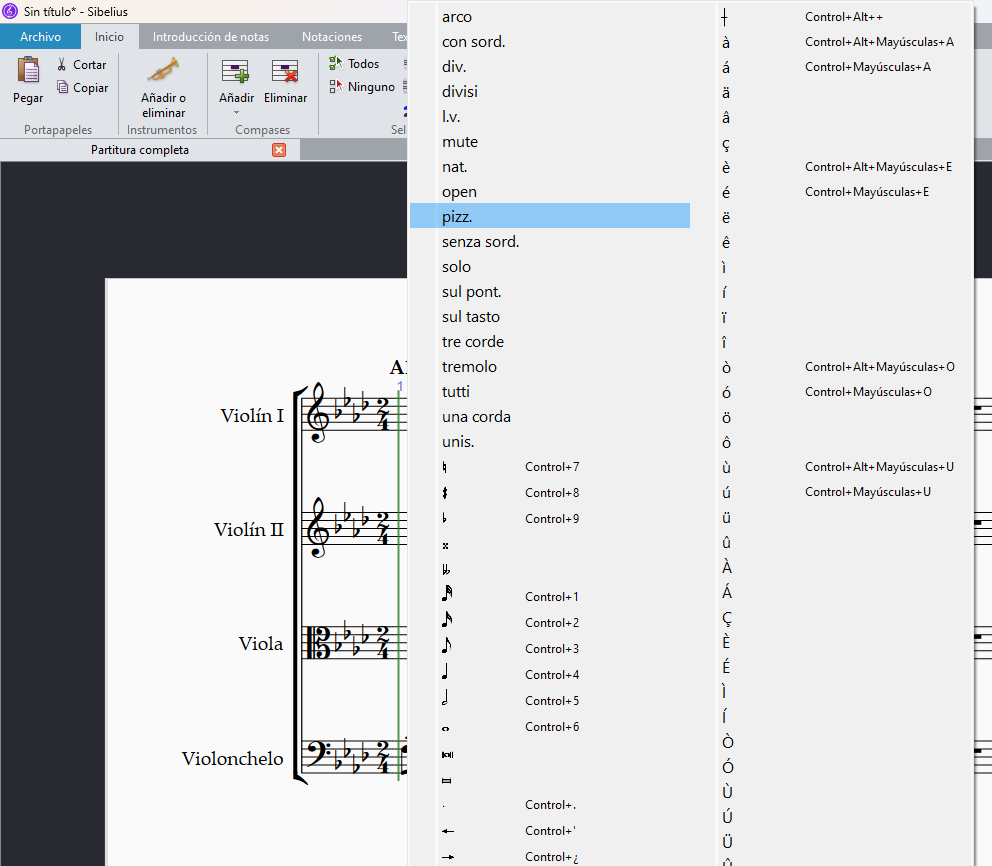 Sin título* - Sibelius
Archivo Inicio Introducción de notas Notaciones
Pegar
Cortar
Copiar
Portapapeles
Añadir o
eliminar
Instrumentos
Añadir
Eliminar
Compases
Todos
Ninguno
Partitura completa
1
Violín I
Violín II
Viola
Violonchelo
arco
con sord.
div.
divisi
l.v.
mute
nat.
open
pizz.
senza sord.
solo
sul pont.
sul tasto
tre corde
tremolo
tutti
una corda
unis.
♮ Control+7
Control+8
♭ Control+9
Control+1
Control+2
Control+3
Control+4
Control+5
Control+6
. Control+.
← Control+'
→ Control+¿
Control+Alt++
à Control+Alt+Mayúsculas+A
á Control+Mayúsculas+A
ä
â
ç
è Control+Alt+Mayúsculas+E
é Control+Mayúsculas+E
ë
ê
ì
í
ï
î
ò Control+Alt+Mayúsculas+O
ó Control+Mayúsculas+O
ö
ô
ù Control+Alt+Mayúsculas+U
ú Control+Mayúsculas+U
ü
û
À
Á
Ç
È
É
Ì
Í
Ò
Ó
Ù
Ú
Ü